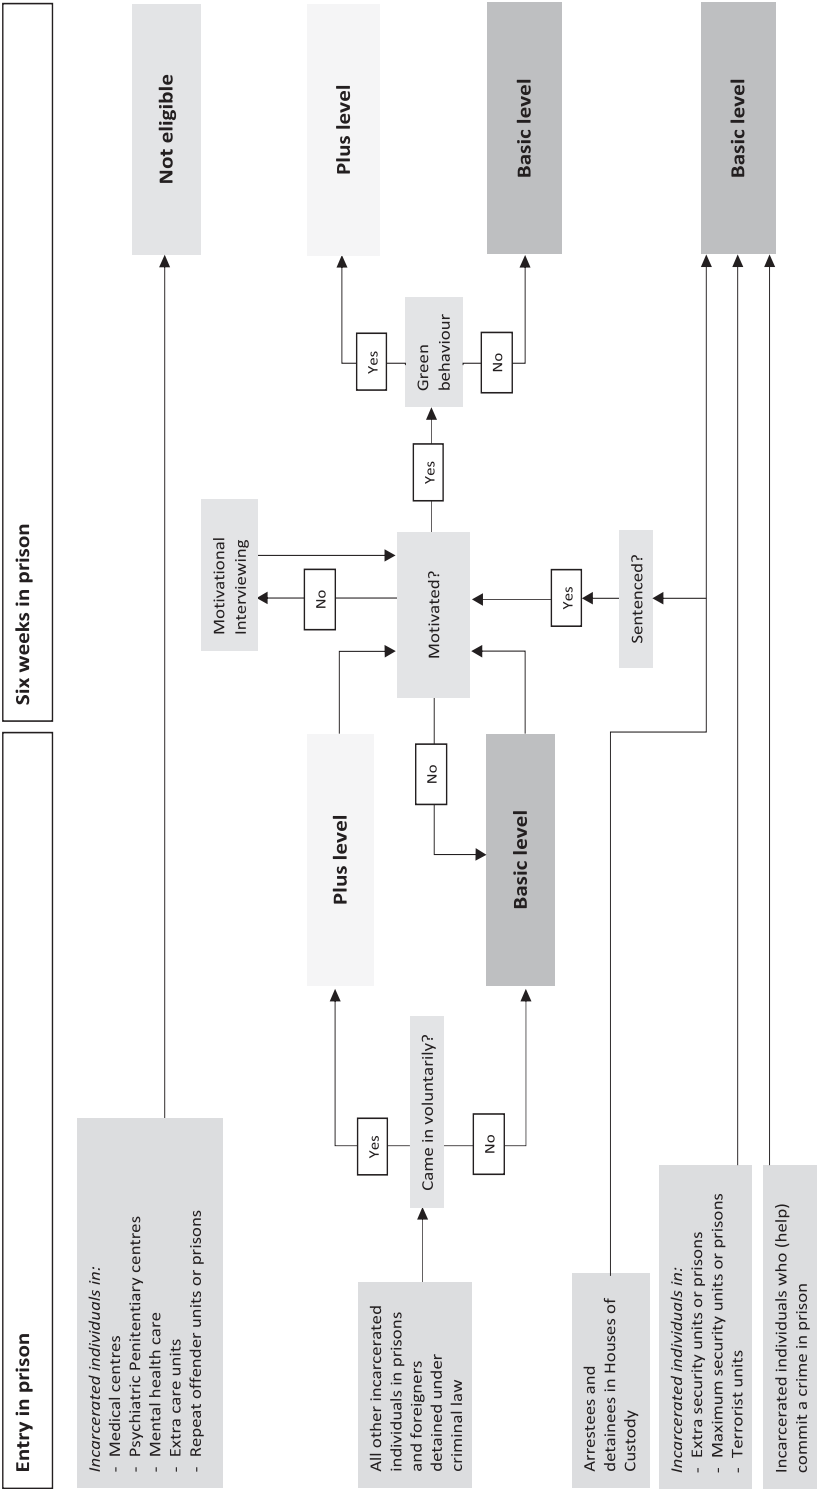 Entry in prison
Six weeks in prison
Incarcerated individuals in:
- Medical centres
- Psychiatric Penitentiary centres
- Mental health care
- Extra care units
- Repeat offender units or prisons
Not eligible
All other incarcerated
individuals in prisons
and foreigners
detained under
criminal law
Came in voluntarily?
Yes
No
Plus level
Basic level
No
Motivated?
No
Motivational
Interviewing
Yes
Green
behaviour
Yes
No
Plus level
Basic level
Arrestees and
detainees in Houses of
Custody
Sentenced?
Yes
Incarcerated individuals in:
- Extra security units or prisons
- Maximum security units or prisons
- Terrorist units
Incarcerated individuals who (help)
commit a crime in prison
Basic level